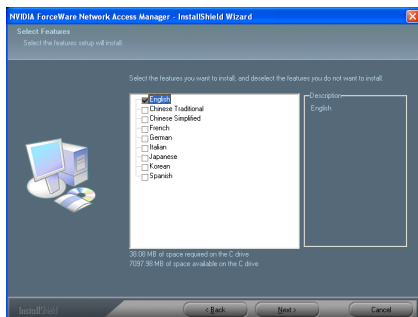 NVIDIA ForceWare Network Access Manager - InstallShield Wizard
Select Features
Select the features setup will install.
Select the features you want to install, and deselect the features you do not want to install.
English
Chinese Traditional
Chinese Simplified
French
German
Italian
Japanese
Korean
Spanish
Description
English
38.08 MB of space required on the C drive
7097.98 MB of space available on the C drive
InstallShield
< Back
Next >
Cancel